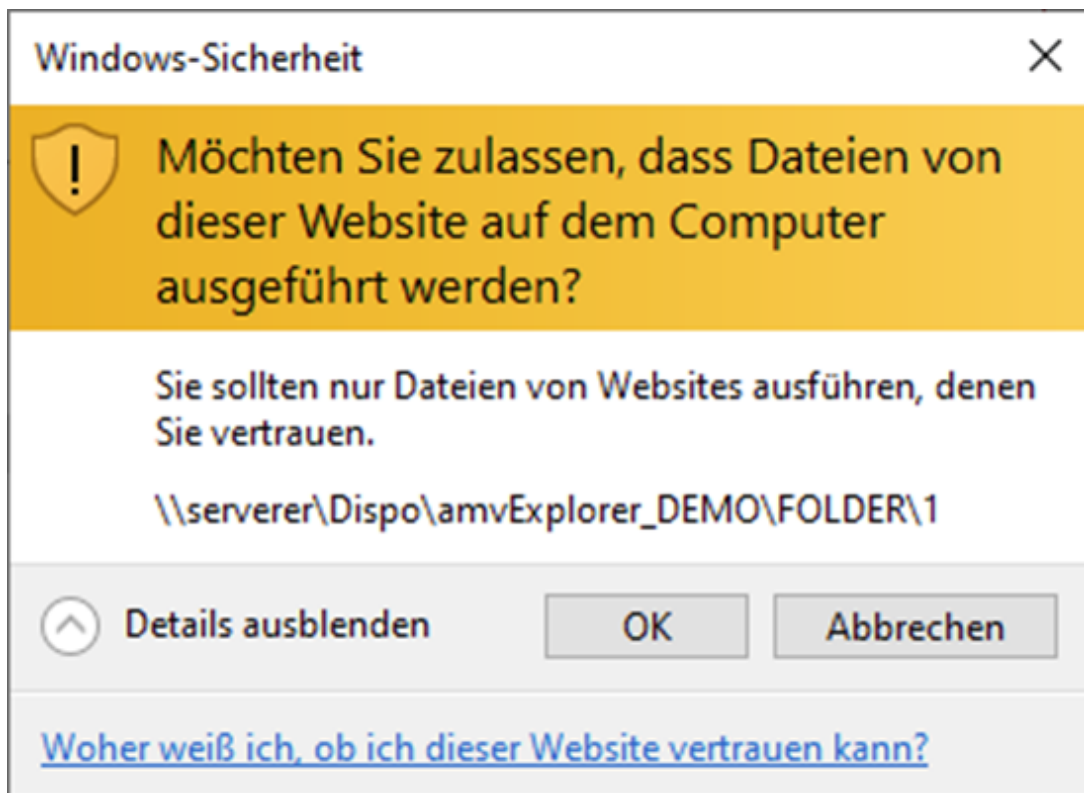 Windows-Sicherheit
Möchten Sie zulassen, dass Dateien von
dieser Website auf dem Computer
ausgeführt werden?
Sie sollten nur Dateien von Websites ausführen, denen
Sie vertrauen.
\\serverer\Dispo\amvExplorer_DEMO\FOLDER\1
Details ausblenden OK Abbrechen
Woher weiß ich, ob ich dieser Website vertrauen kann?